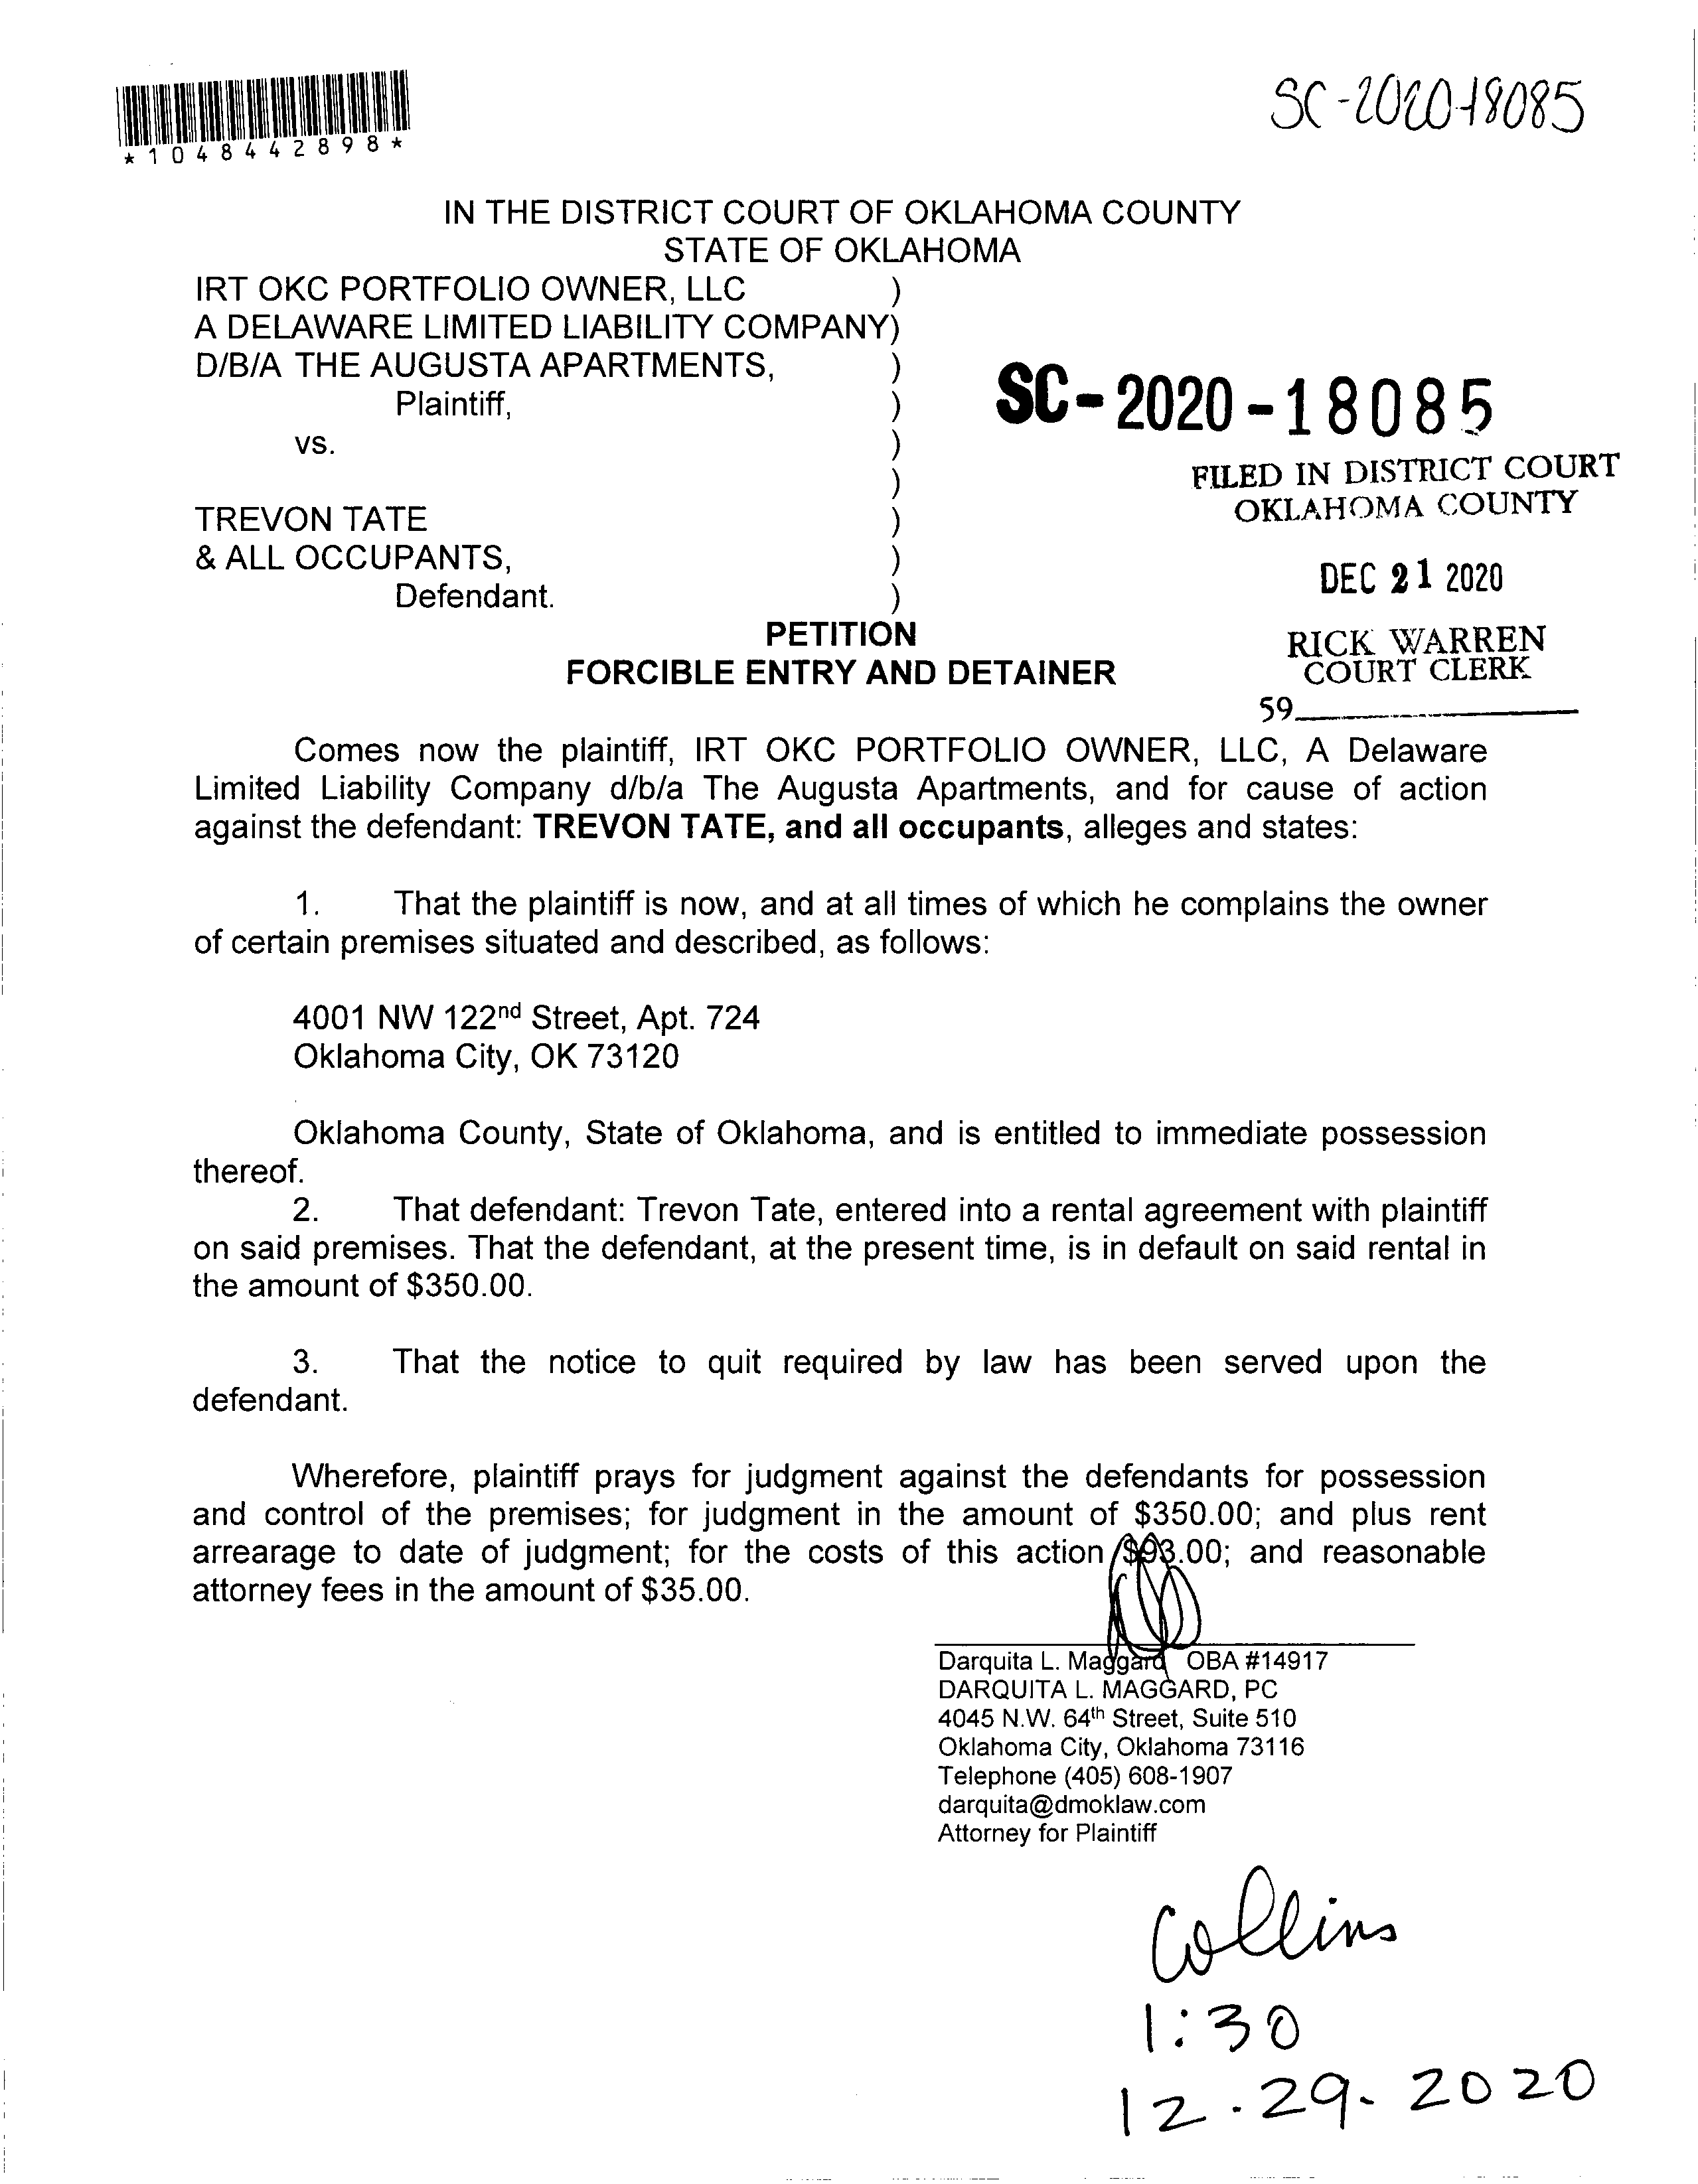 SC-2020-18085
*1048442898*
IN THE DISTRICT COURT OF OKLAHOMA COUNTY
STATE OF OKLAHOMA
IRT OKC PORTFOLIO OWNER, LLC )
A DELAWARE LIMITED LIABILITY COMPANY)
D/B/A THE AUGUSTA APARTMENTS, )
Plaintiff, )
vs. )
)
TREVON TATE )
& ALL OCCUPANTS, )
Defendant. )
SC-2020-18085
FILED IN DISTRICT COURT
OKLAHOMA COUNTY
DEC 21 2020
RICK WARREN
COURT CLERK
59
PETITION
FORCIBLE ENTRY AND DETAINER
Comes now the plaintiff, IRT OKC PORTFOLIO OWNER, LLC, A Delaware
Limited Liability Company d/b/a The Augusta Apartments, and for cause of action
against the defendant: TREVON TATE, and all occupants, alleges and states:
1. That the plaintiff is now, and at all times of which he complains the owner
of certain premises situated and described, as follows:
4001 NW 122nd Street, Apt. 724
Oklahoma City, OK 73120
Oklahoma County, State of Oklahoma, and is entitled to immediate possession
thereof.
2. That defendant: Trevon Tate, entered into a rental agreement with plaintiff
on said premises. That the defendant, at the present time, is in default on said rental in
the amount of $350.00.
3. That the notice to quit required by law has been served upon the
defendant.
Wherefore, plaintiff prays for judgment against the defendants for possession
and control of the premises; for judgment in the amount of $350.00; and plus rent
arrearage to date of judgment; for the costs of this action $93.00; and reasonable
attorney fees in the amount of $35.00.
Darquita L. Maggard OBA #14917
DARQUITA L. MAGGARD, PC
4045 N.W. 64th Street, Suite 510
Oklahoma City, Oklahoma 73116
Telephone (405) 608-1907
darquita@dmoklaw.com
Attorney for Plaintiff
Collins
1:30
12.29.2020